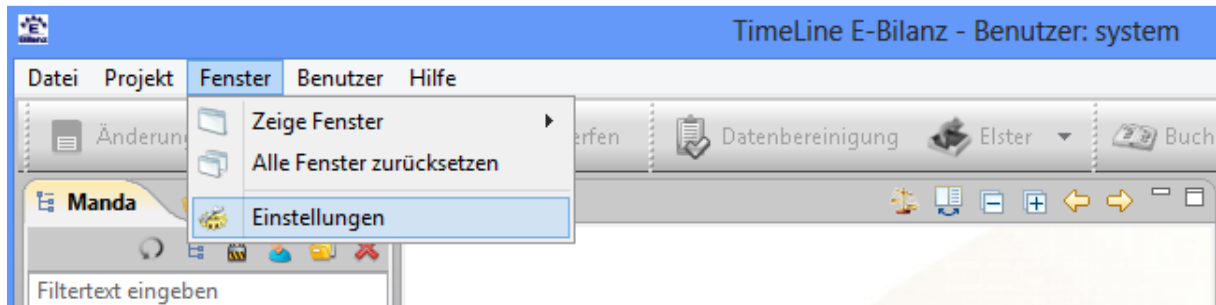 TimeLine E-Bilanz - Benutzer: system
Datei Projekt Fenster Benutzer Hilfe
Zeige Fenster
Alle Fenster zurücksetzen
Einstellungen
Änderun erfen Datenbereinigung Elster Buch
Manda
Filtertext eingeben